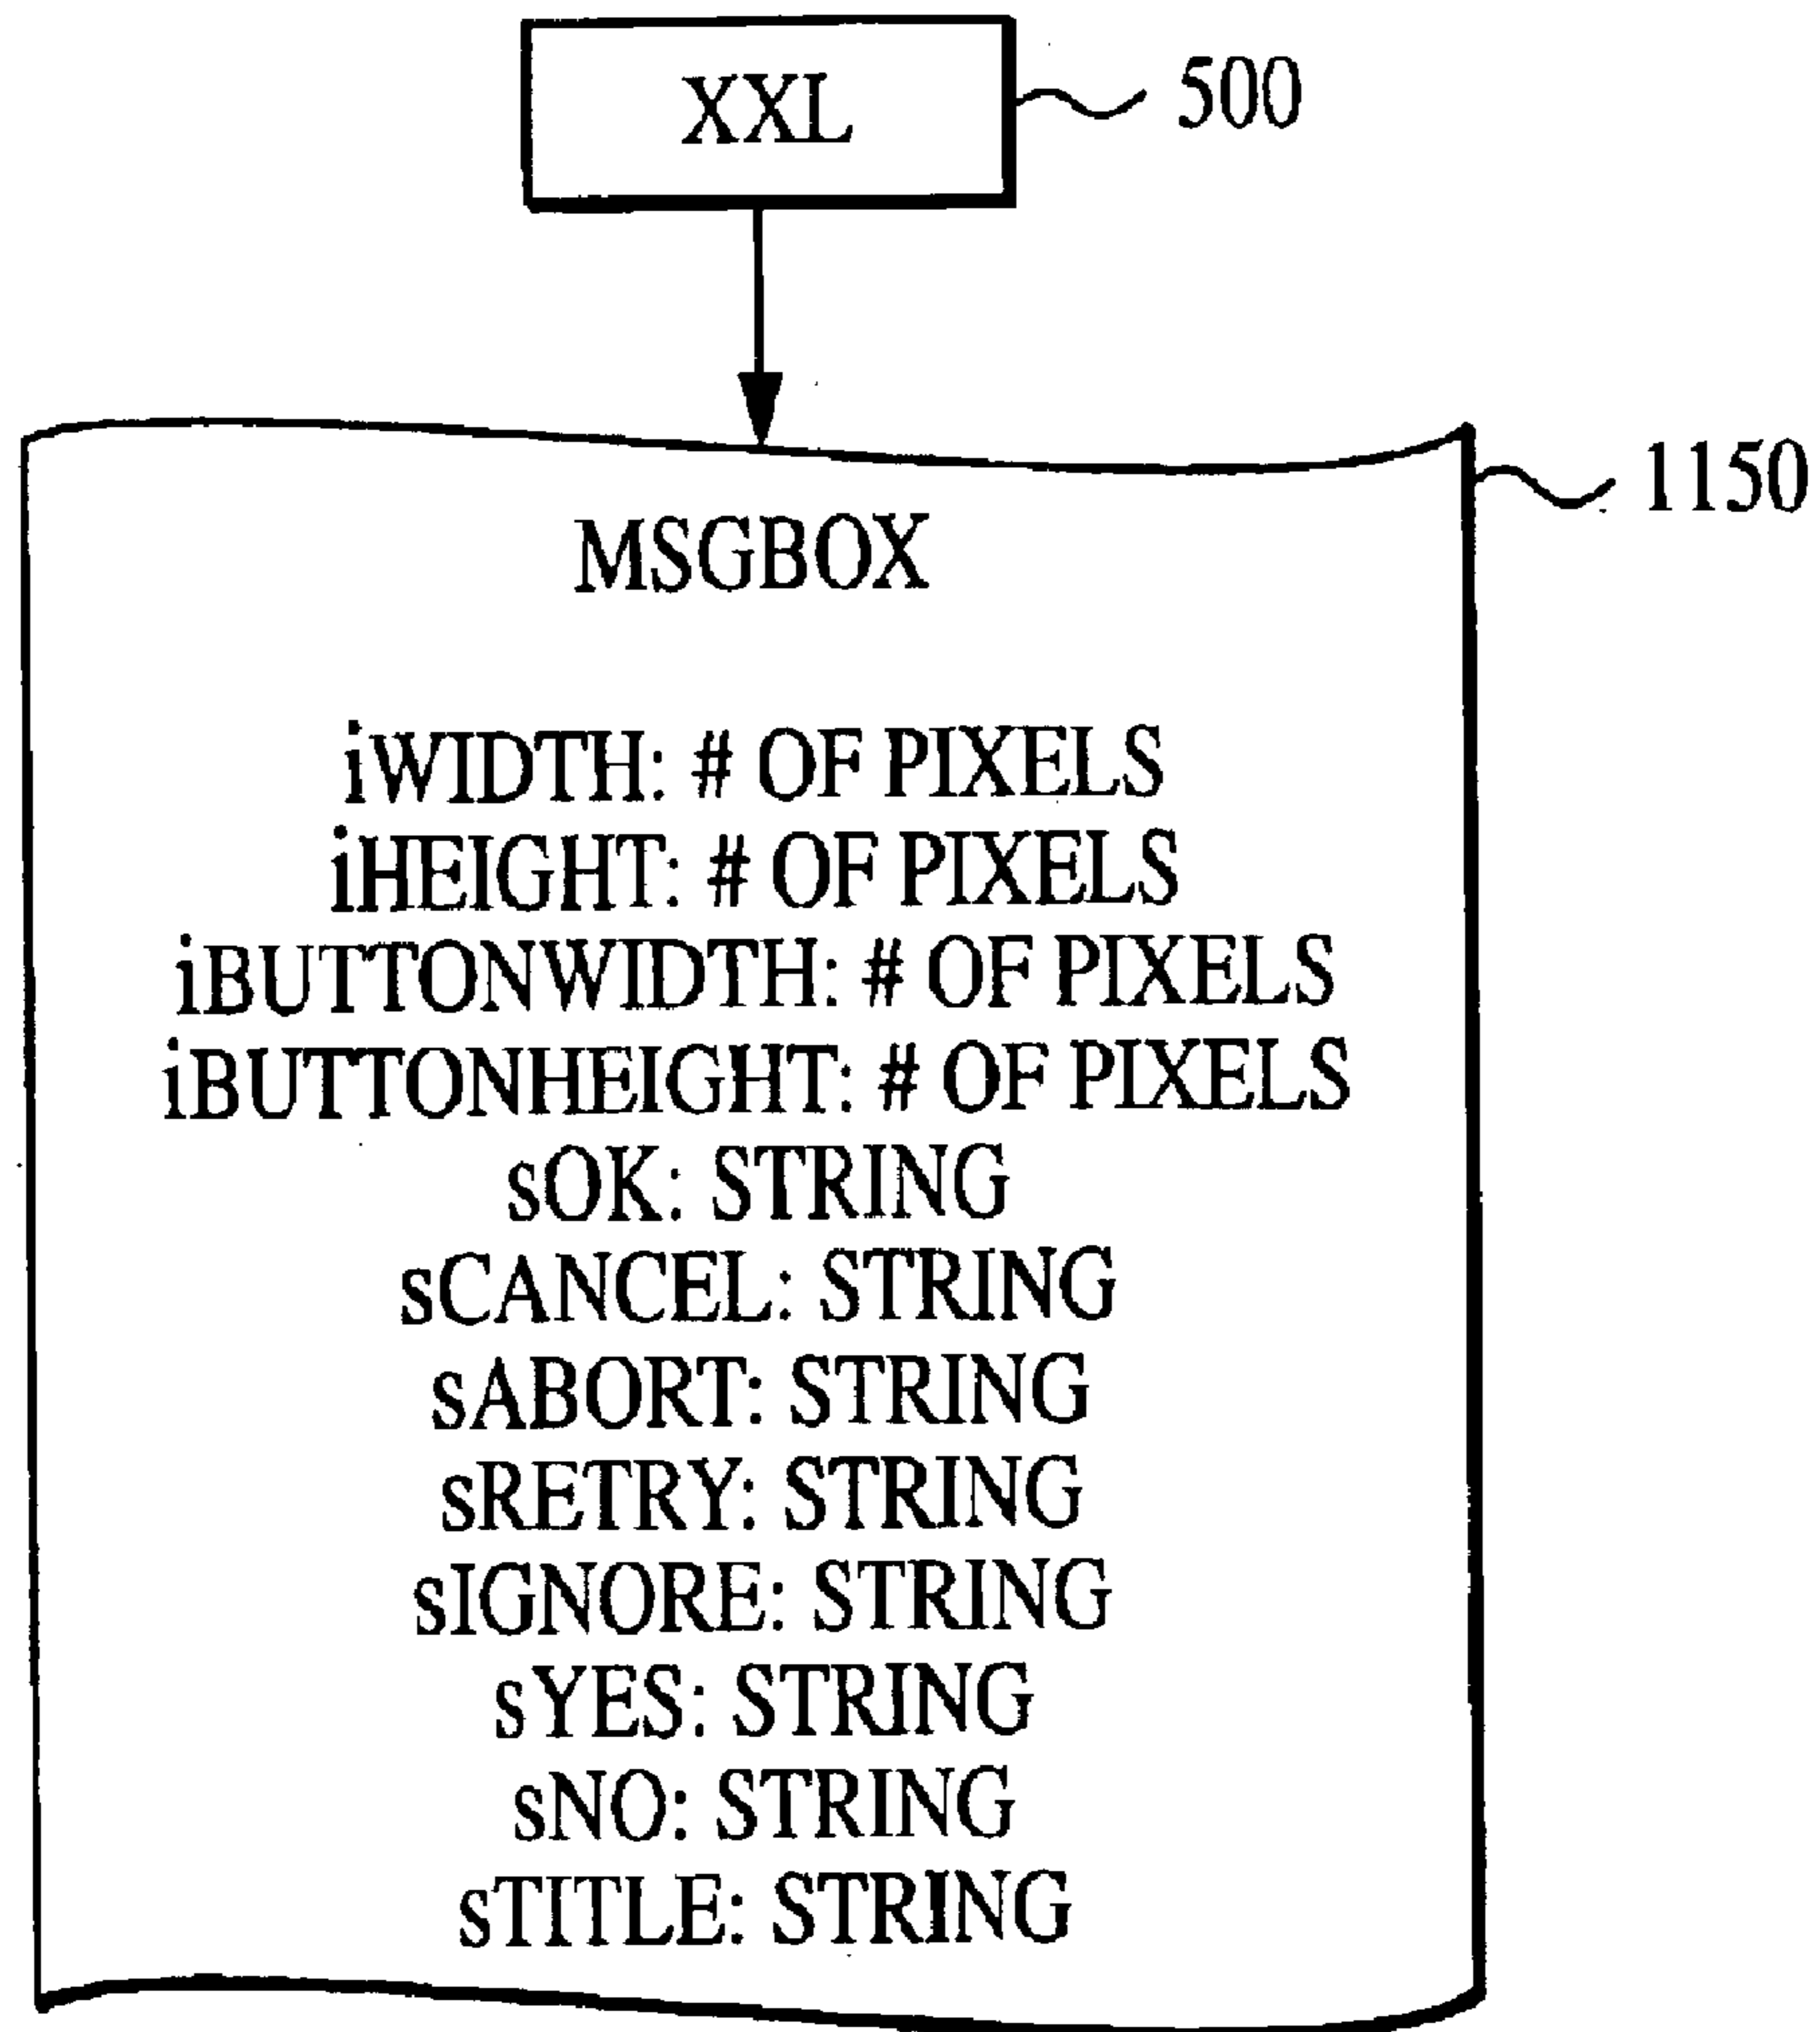 XXL
500
1150
MSGBOX
iWIDTH: # OF PIXELS
iHEIGHT: # OF PIXELS
iBUTTONWIDTH: # OF PIXELS
iBUTTONHEIGHT: # OF PIXELS
sOK: STRING
sCANCEL: STRING
sABORT: STRING
sRETRY: STRING
sIGNORE: STRING
sYES: STRING
sNO: STRING
sTITLE: STRING